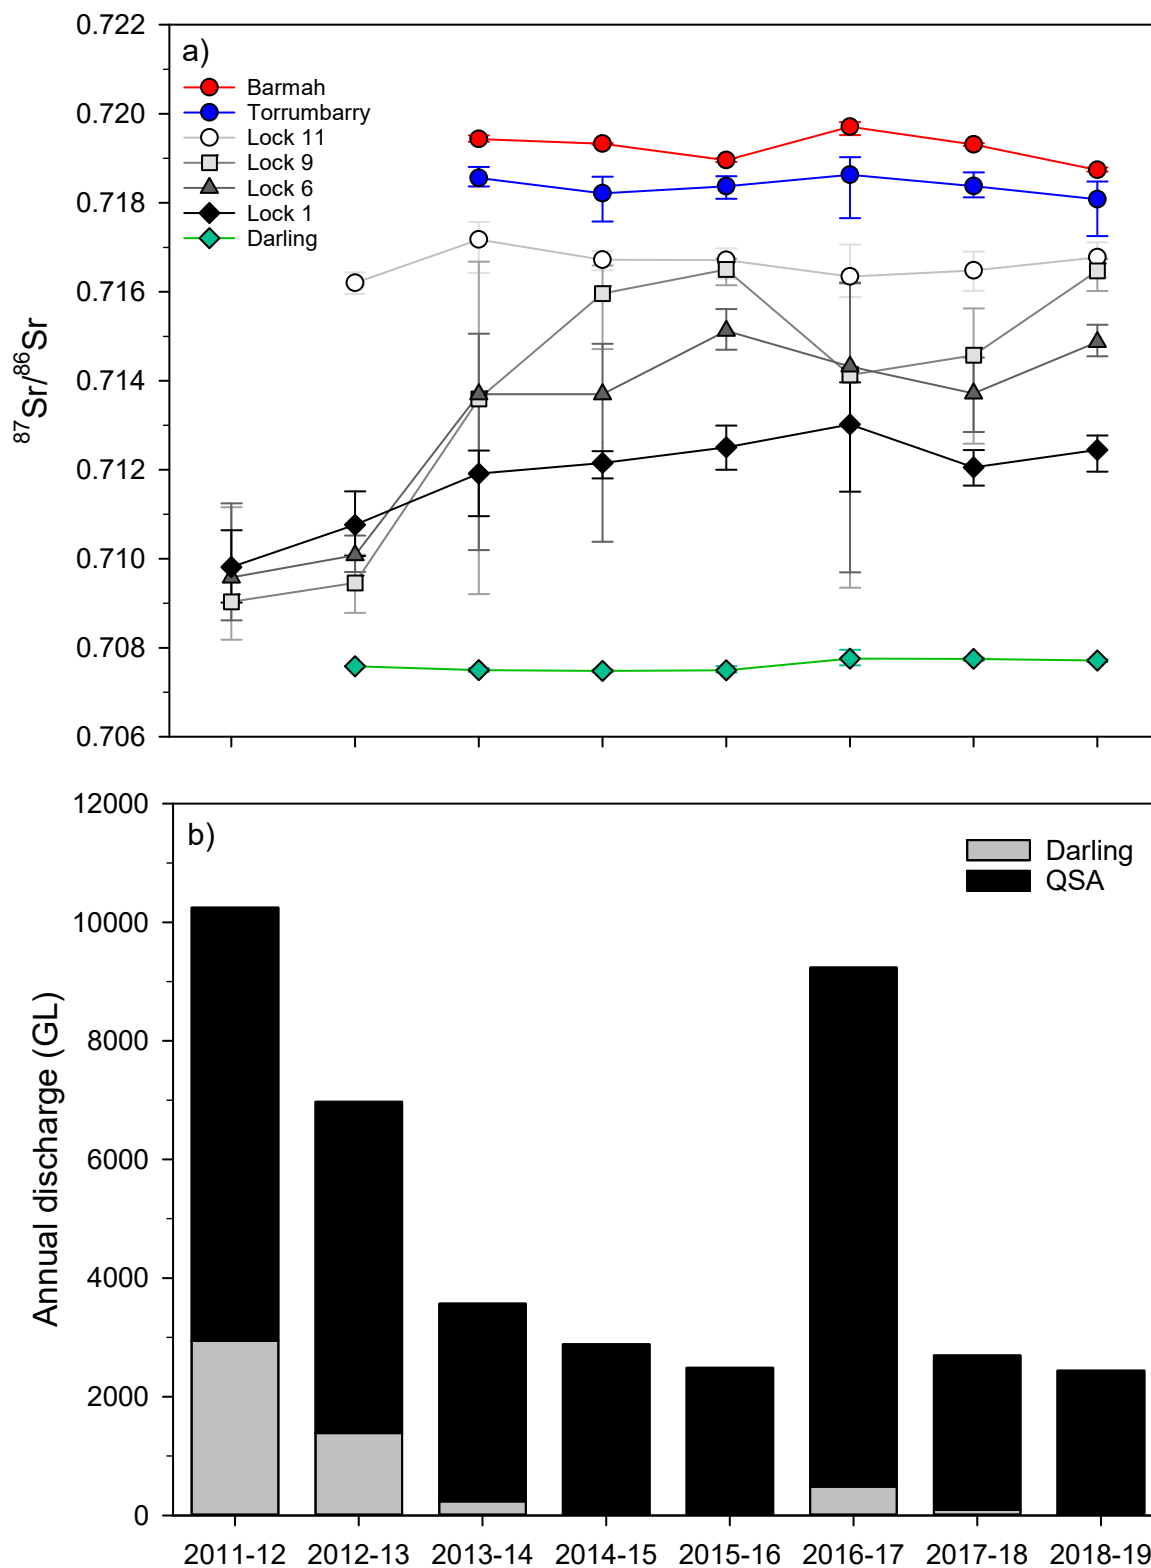 a)
Barmah
Torrumbarry
Lock 11
Lock 9
Lock 6
Lock 1
Darling
0.722
0.720
0.718
0.716
0.714
0.712
0.710
0.708
0.706
⁸⁷Sr/⁸⁶Sr
b)
Darling
QSA
12000
10000
8000
6000
4000
2000
0
Annual discharge (GL)
2011-12 2012-13 2013-14 2014-15 2015-16 2016-17 2017-18 2018-19